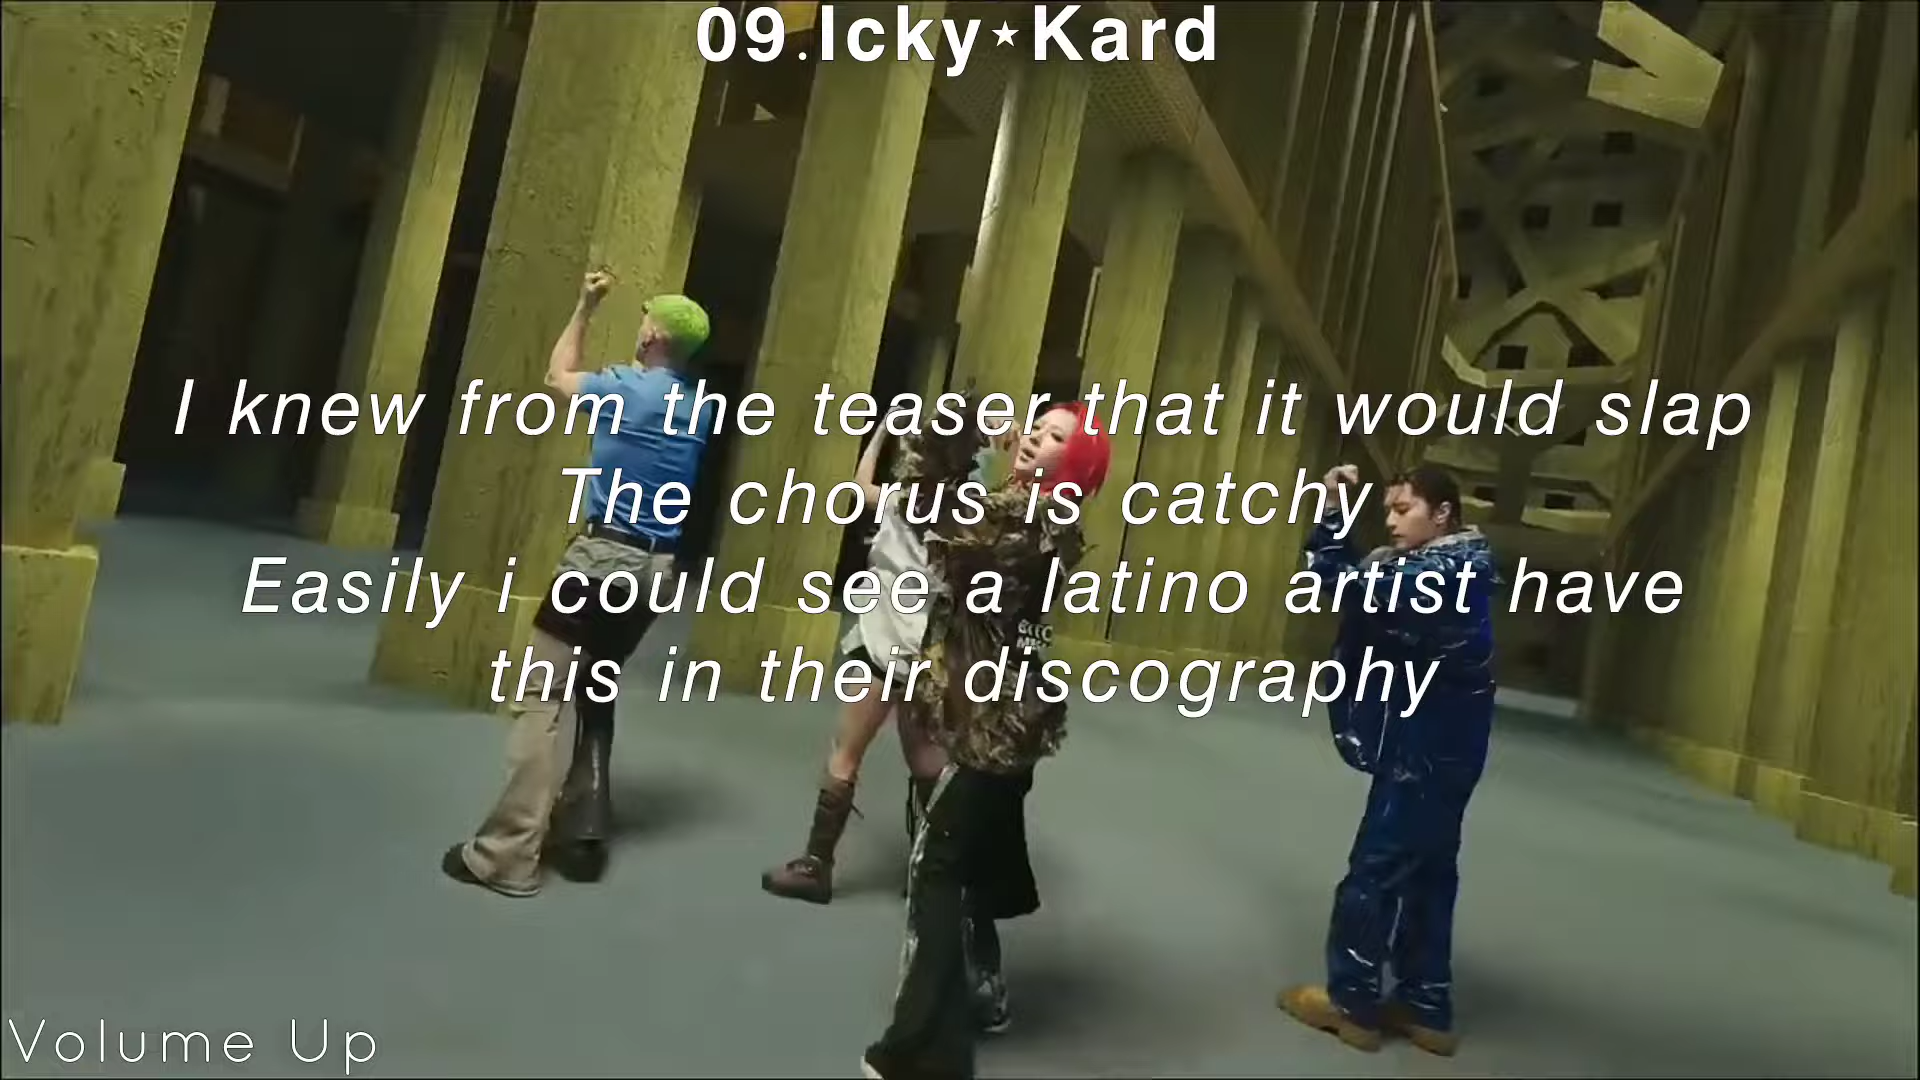 09.Icky⋆Kard
I knew from the teaser that it would slap
The chorus is catchy
Easily i could see a latino artist have
this in their discography
Volume Up